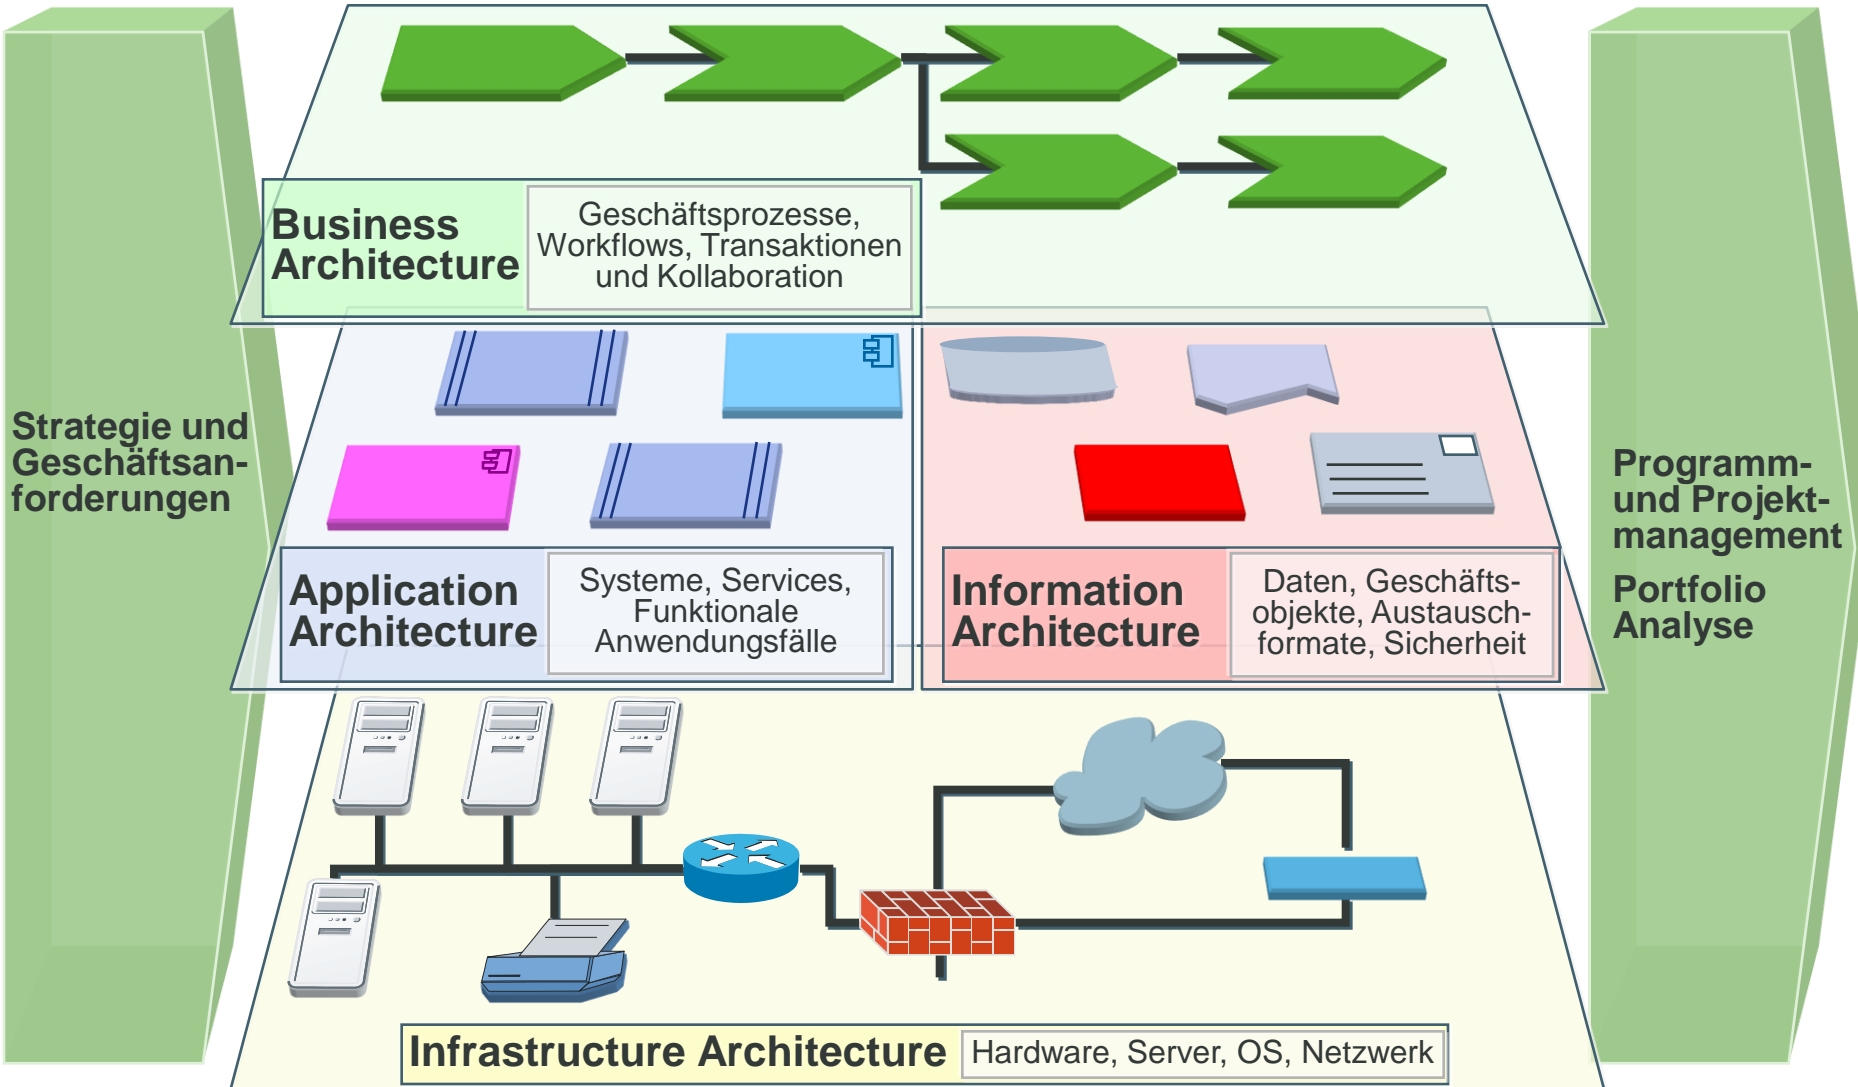 Business
Architecture
Geschäftsprozesse,
Workflows, Transaktionen
und Kollaboration
Strategie und
Geschäftsan-
forderungen
Application
Architecture
Systeme, Services,
Funktionale
Anwendungsfälle
Information
Architecture
Daten, Geschäfts-
objekte, Austausch-
formate, Sicherheit
Programm-
und Projekt-
management
Portfolio
Analyse
Infrastructure Architecture
Hardware, Server, OS, Netzwerk